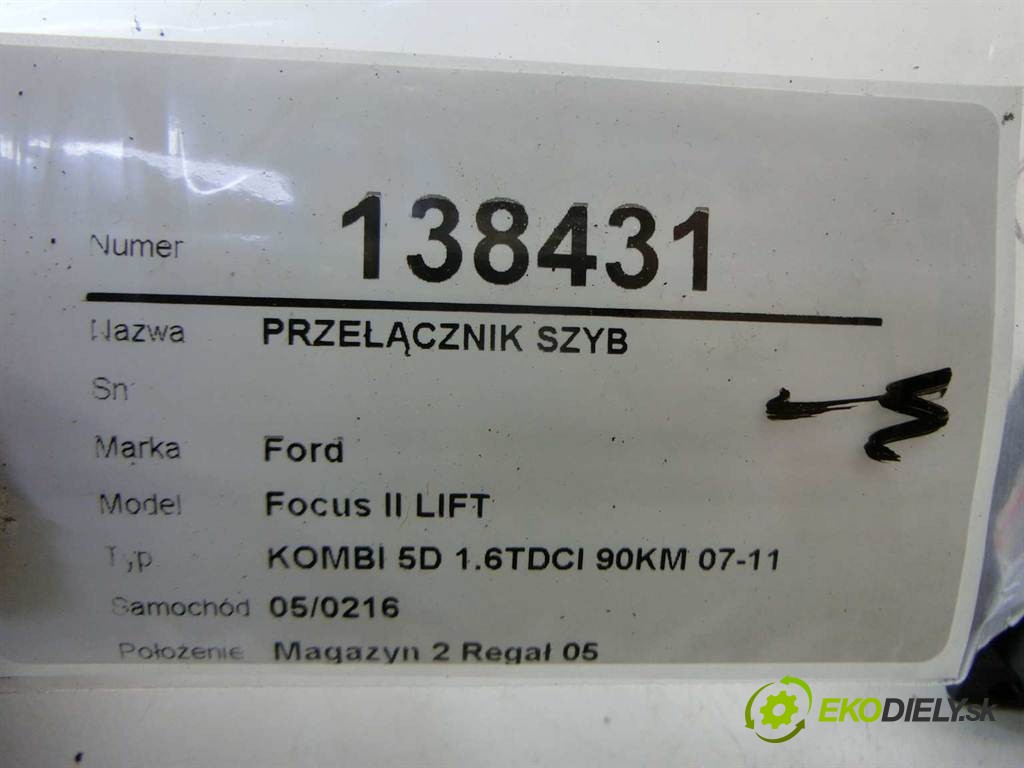 Numer 138431
Nazwa PRZEŁĄCZNIK SZYB
Sn
Marka Ford
Model Focus II LIFT
Typ KOMBI 5D 1.6TDCI 90KM 07-11
Samochód 05/0216
Położenie Magazyn 2 Regał 05
EKODIELY.sk